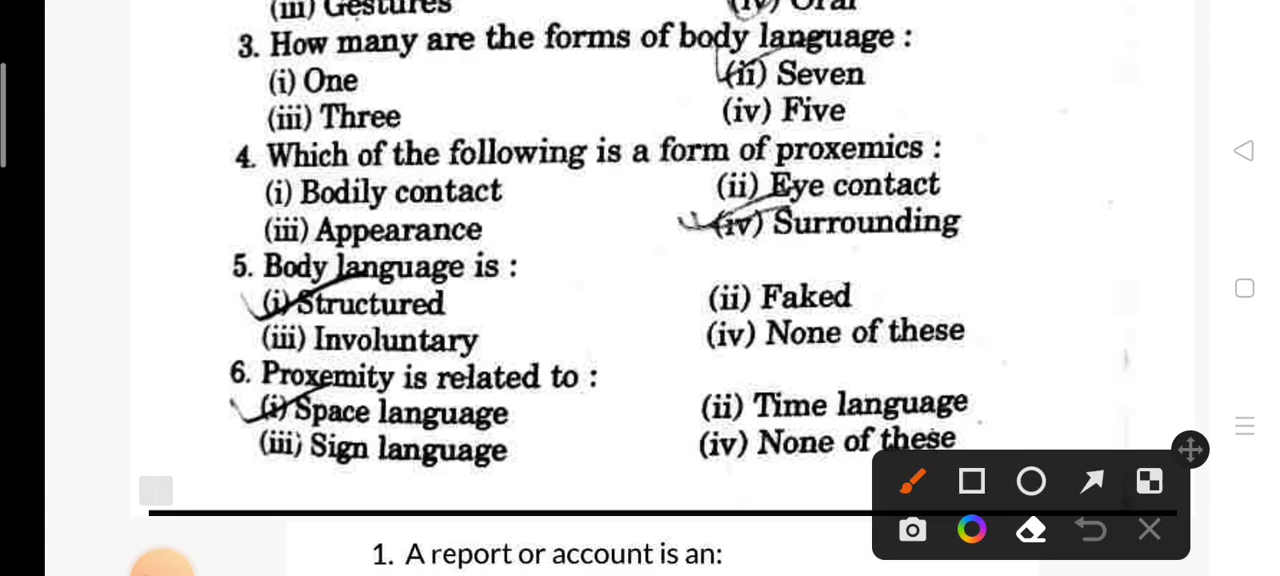 (iii) Gestures (iv) Oral
3. How many are the forms of body language :
(i) One (ii) Seven
(iii) Three (iv) Five
4. Which of the following is a form of proxemics :
(i) Bodily contact (ii) Eye contact
(iii) Appearance (iv) Surrounding
5. Body language is :
(i) Structured (ii) Faked
(iii) Involuntary (iv) None of these
6. Proxemity is related to :
(i) Space language (ii) Time language
(iii) Sign language (iv) None of these
1. A report or account is an: